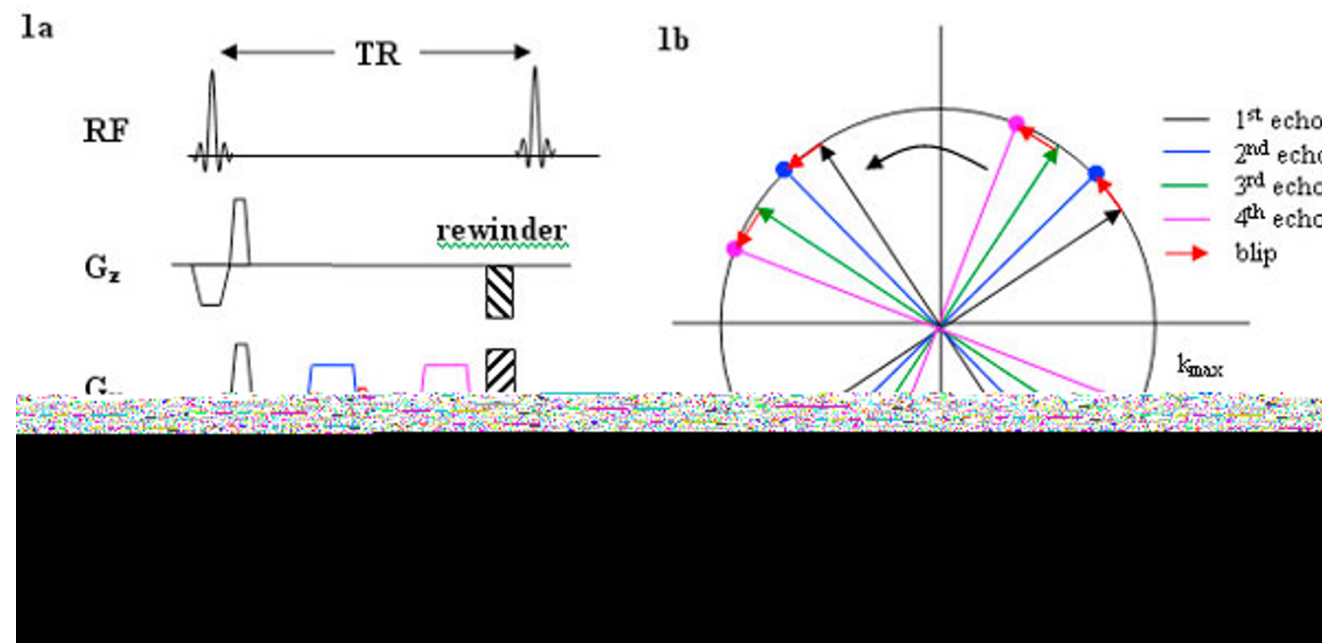 1a
TR
RF
rewinder
Gz
1b
1st echo
2nd echo
3rd echo
4th echo
blip
kmax